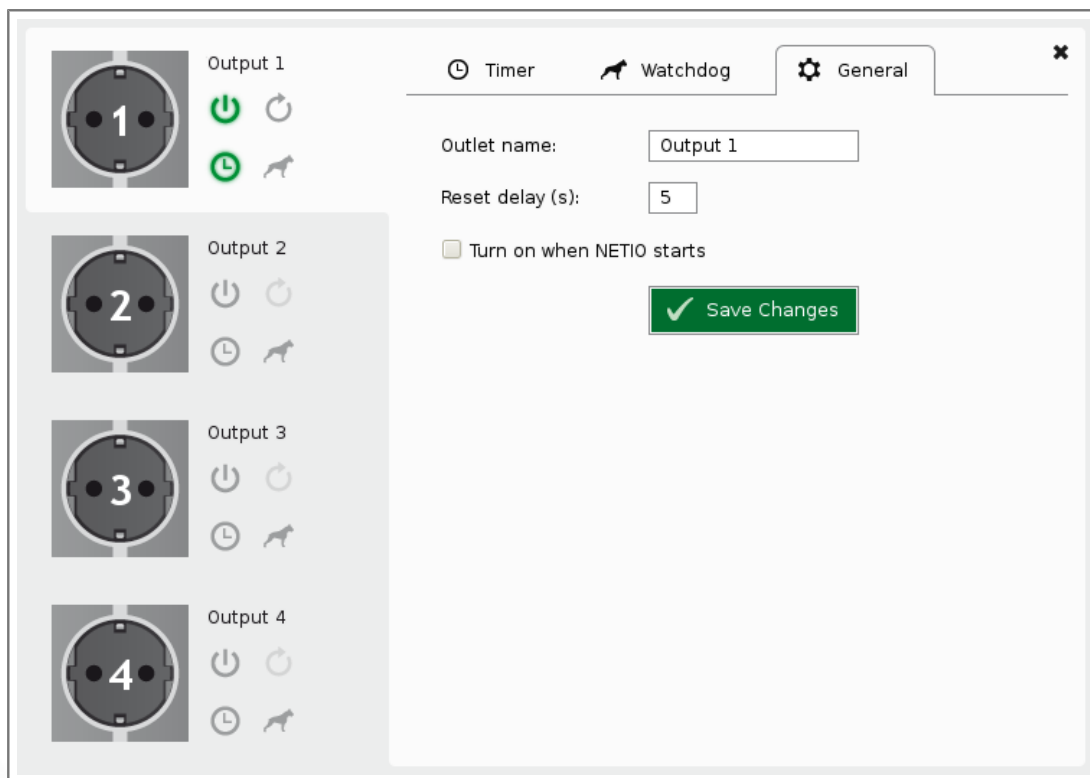 Output 1
1
Output 2
2
Output 3
3
Output 4
4
Timer Watchdog General
Outlet name: Output 1
Reset delay (s): 5
Turn on when NETIO starts
Save Changes